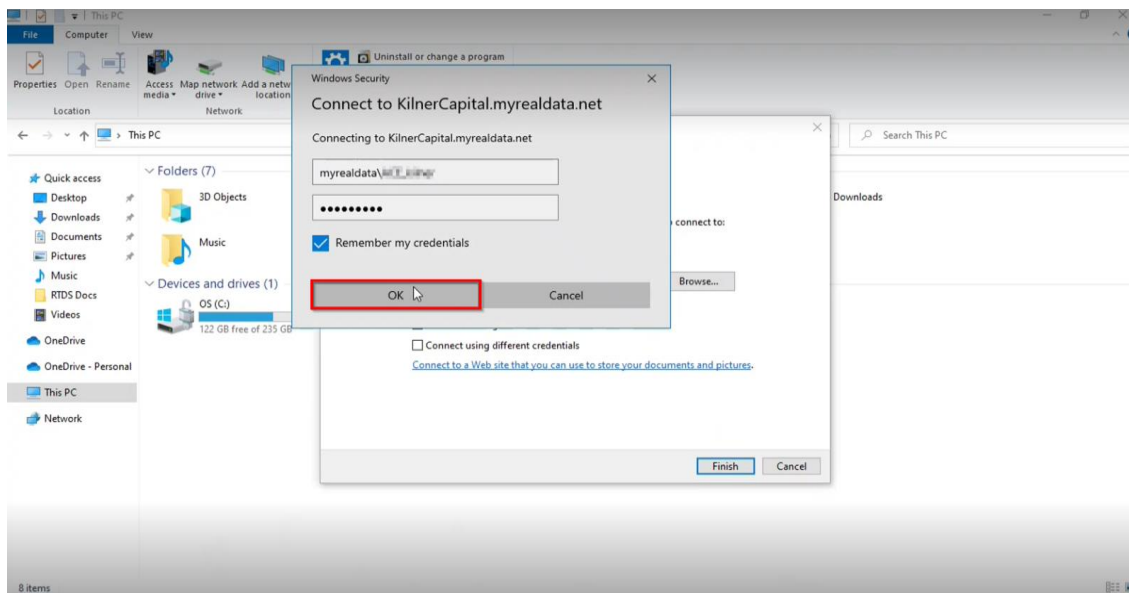 This PC
File Computer View
Uninstall or change a program
Properties Open Rename
Access media Map network drive Add a netw location
Location
Network
This PC
Search This PC
Windows Security
Connect to KilnerCapital.myrealdata.net
Connecting to KilnerCapital.myrealdata.net
myrealdata\
Remember my credentials
OK
Cancel
Quick access
Desktop
Downloads
Documents
Pictures
Music
RTDS Docs
Videos
OneDrive
OneDrive - Personal
This PC
Network
Folders (7)
3D Objects
Music
Devices and drives (1)
OS (C:)
122 GB free of 235 GB
Downloads
connect to:
Browse...
Connect using different credentials
Connect to a Web site that you can use to store your documents and pictures.
Finish
Cancel
8 items